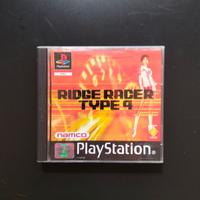 PlayStation
RIDGE RACER
TYPE 4
namco
PlayStation